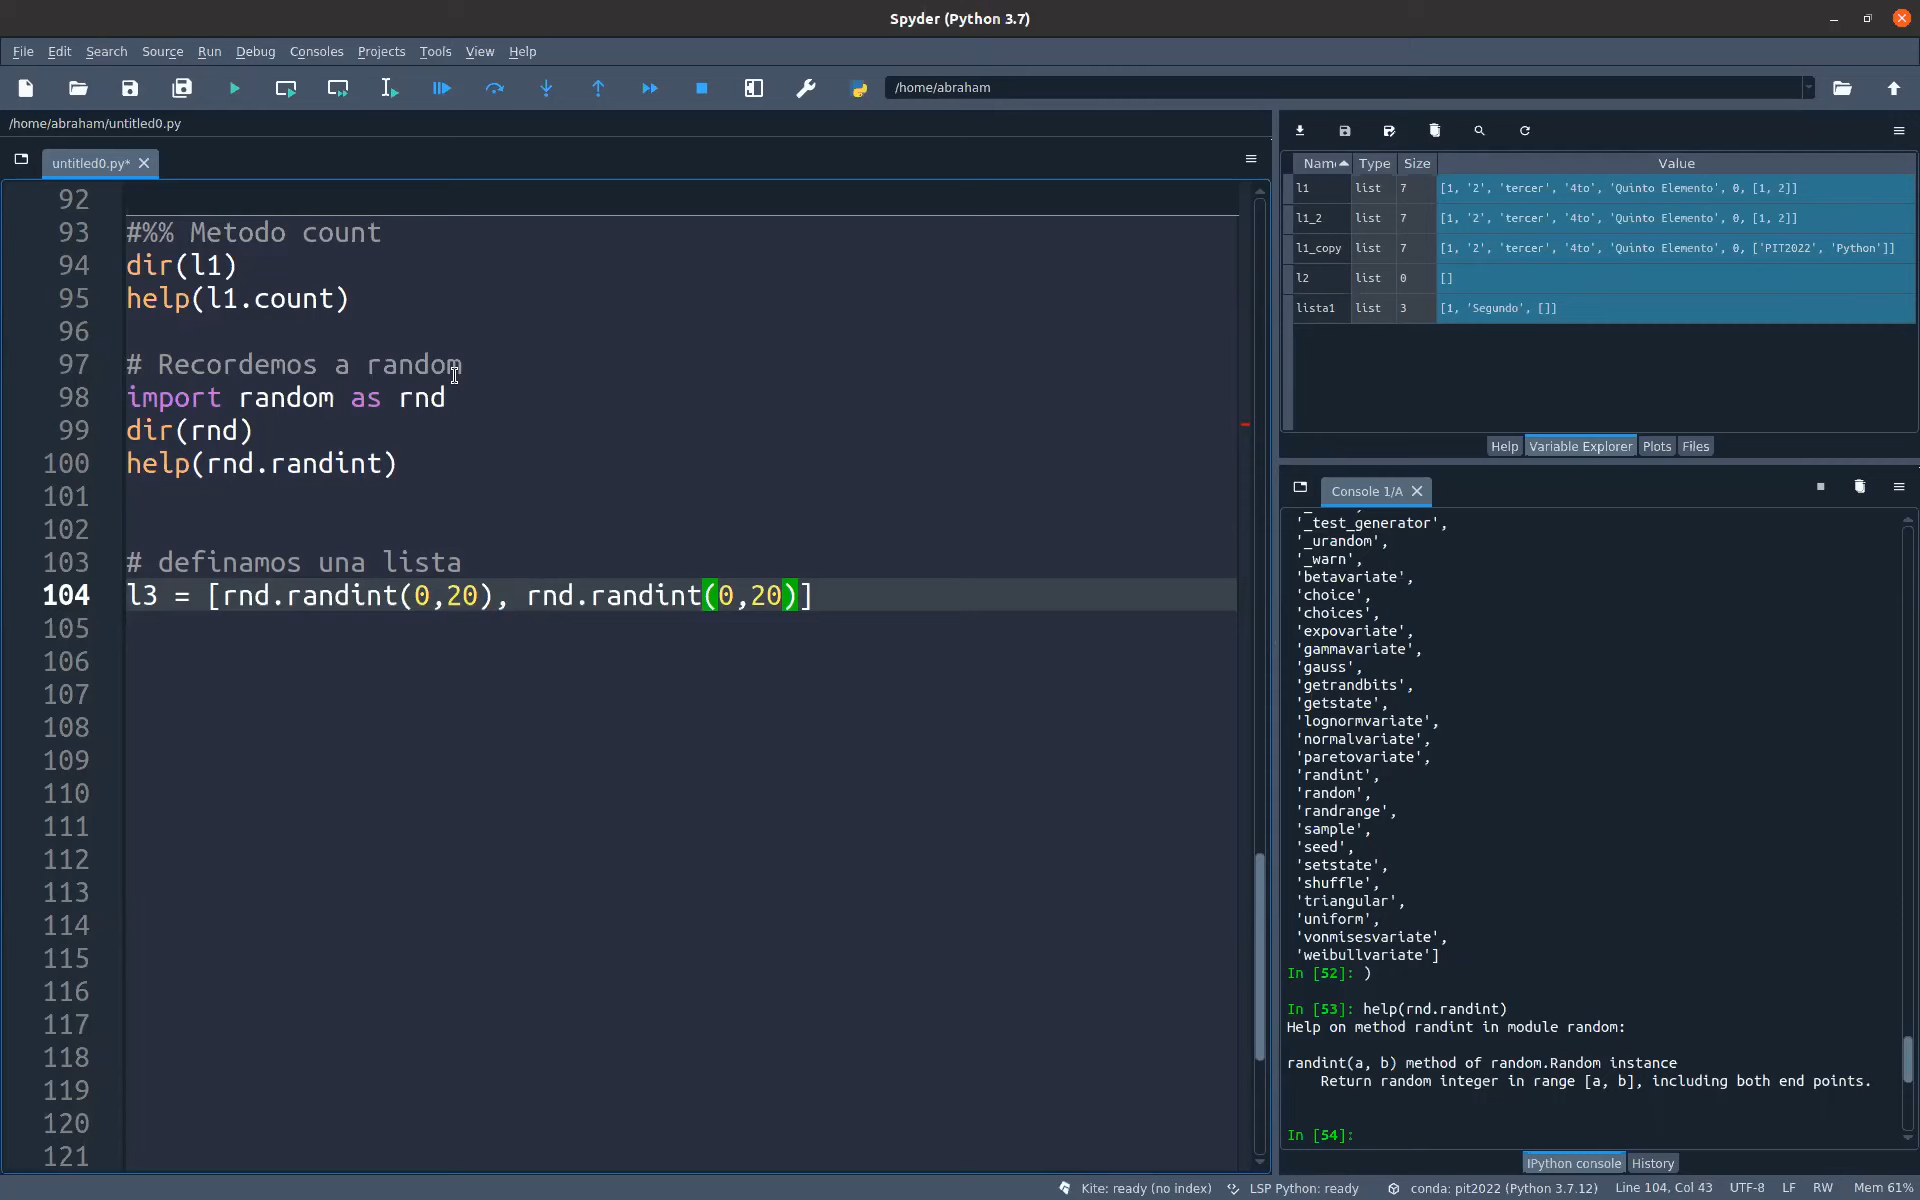 Spyder (Python 3.7)
File Edit Search Source Run Debug Consoles Projects Tools View Help
/home/abraham
/home/abraham/untitled0.py
untitled0.py*
92
93 #%% Metodo count
94 dir(l1)
95 help(l1.count)
96
97 # Recordemos a random
98 import random as rnd
99 dir(rnd)
100 help(rnd.randint)
101
102
103 # definamos una lista
104 l3 = [rnd.randint(0,20), rnd.randint(0,20)]
105
106
107
108
109
110
111
112
113
114
115
116
117
118
119
120
121
Name Type Size Value
l1 list 7 [1, '2', 'tercer', '4to', 'Quinto Elemento', 0, [1, 2]]
l1_2 list 7 [1, '2', 'tercer', '4to', 'Quinto Elemento', 0, [1, 2]]
l1_copy list 7 [1, '2', 'tercer', '4to', 'Quinto Elemento', 0, ['PIT2022', 'Python']]
l2 list 0 []
lista1 list 3 [1, 'Segundo', []]
Help Variable Explorer Plots Files
Console 1/A
'_test_generator',
'_urandom',
'_warn',
'betavariate',
'choice',
'choices',
'expovariate',
'gammavariate',
'gauss',
'getrandbits',
'getstate',
'lognormvariate',
'normalvariate',
'paretovariate',
'randint',
'random',
'randrange',
'sample',
'seed',
'setstate',
'shuffle',
'triangular',
'uniform',
'vonmisesvariate',
'weibullvariate']
In [52]: )
In [53]: help(rnd.randint)
Help on method randint in module random:
randint(a, b) method of random.Random instance
Return random integer in range [a, b], including both end points.
In [54]:
IPython console History
Kite: ready (no index) LSP Python: ready conda: pit2022 (Python 3.7.12) Line 104, Col 43 UTF-8 LF RW Mem 61%